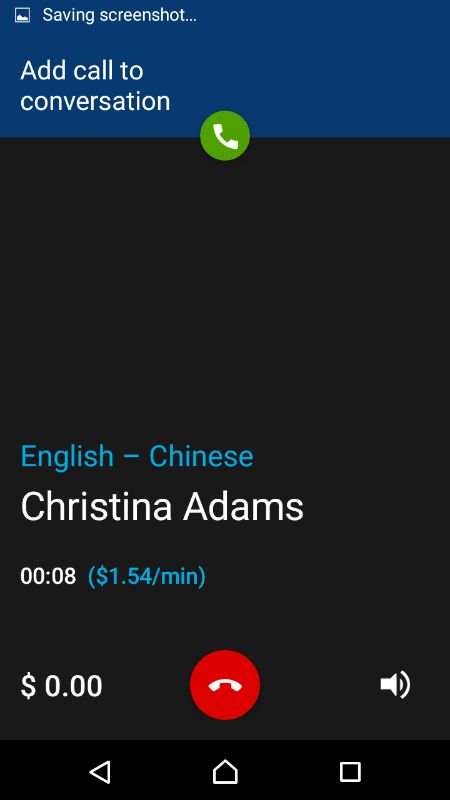 Saving screenshot...
Add call to
conversation
English – Chinese
Christina Adams
00:08 ($1.54/min)
$ 0.00